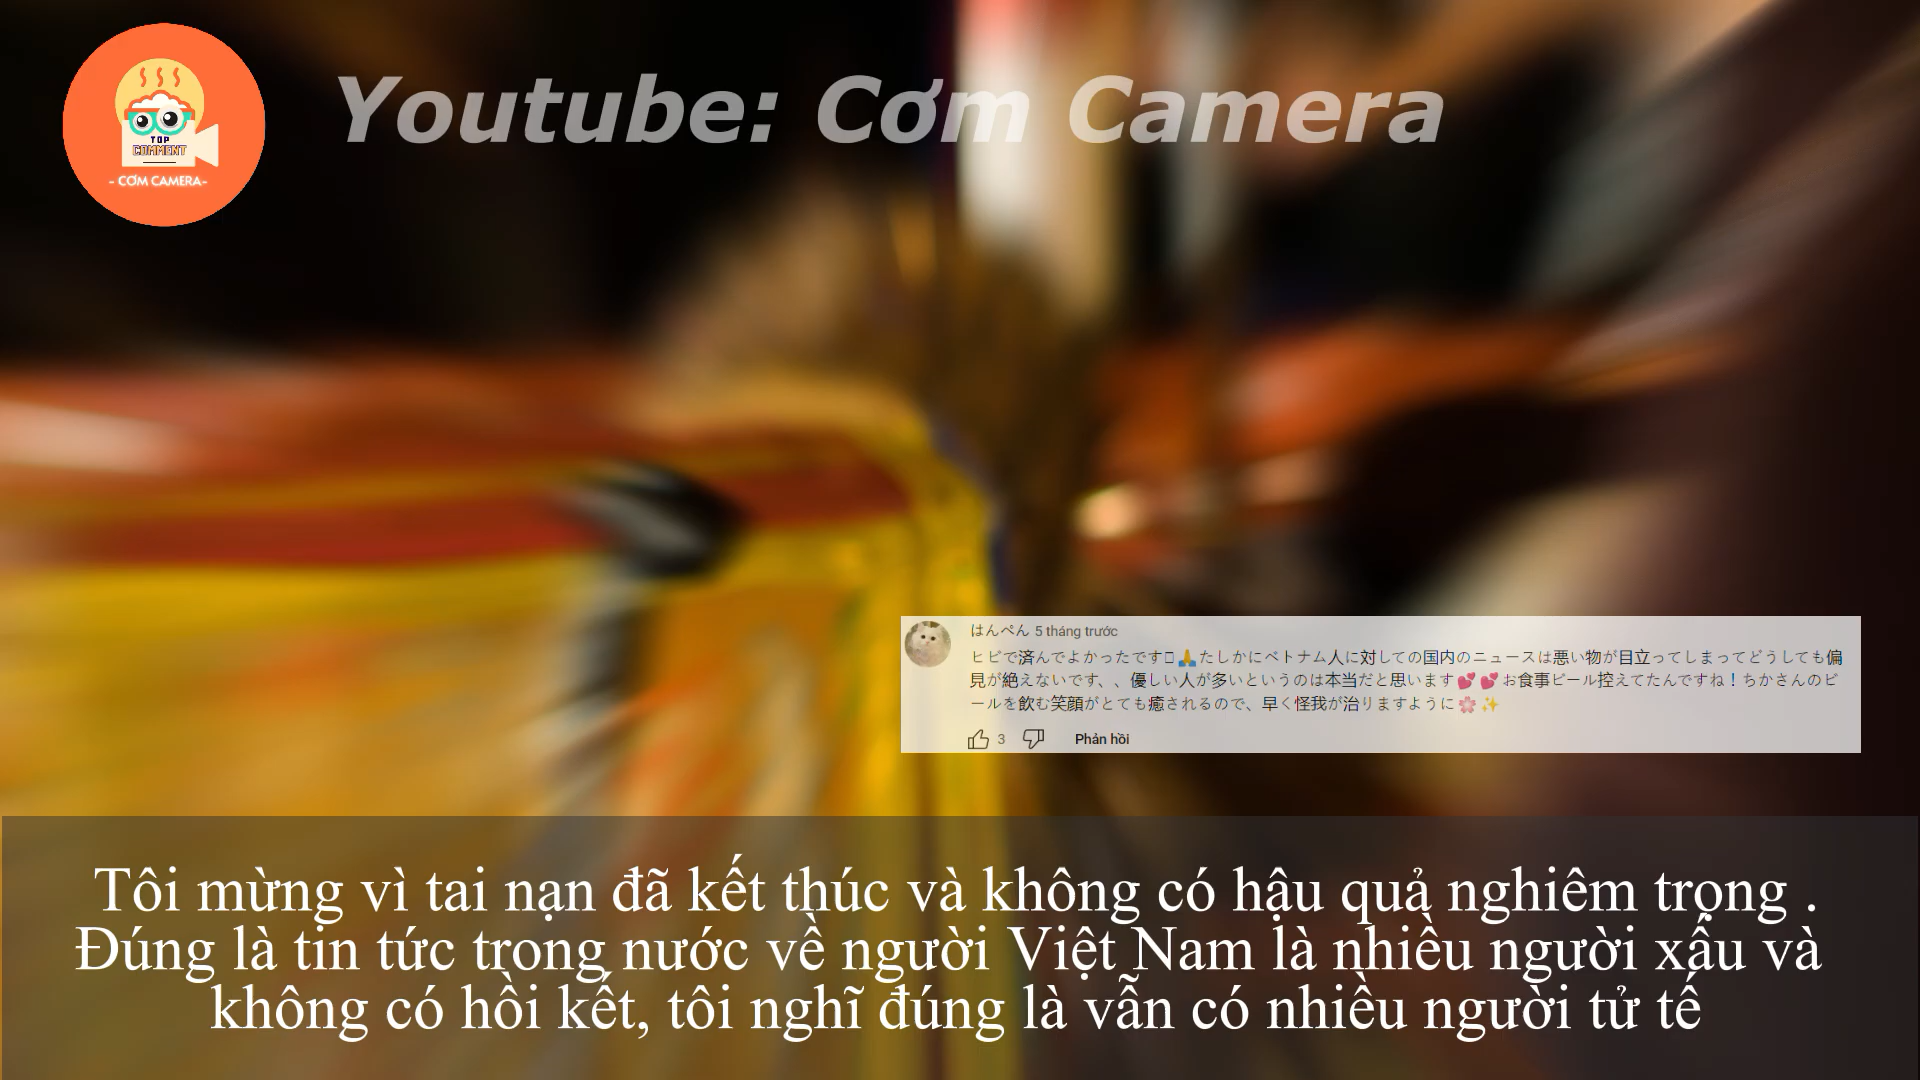 Youtube: Cơm Camera
TOP
COMMENT
- CƠM CAMERA-
はんぺん 5 tháng trước
ヒビで済んでよかったです🙏たしかにベトナム人に対しての国内のニュースは悪い物が目立ってしまってどうしても偏
見が絶えないです、、優しい人が多いというのは本当だと思います💕💕お食事ビール控えてたんですね！ちかさんのビ
ールを飲む笑顔がとても癒されるので、早く怪我が治りますように🌸✨
3
Phản hồi
Tôi mừng vì tai nạn đã kết thúc và không có hậu quả nghiêm trọng .
Đúng là tin tức trong nước về người Việt Nam là nhiều người xấu và
không có hồi kết, tôi nghĩ đúng là vẫn có nhiều người tử tế